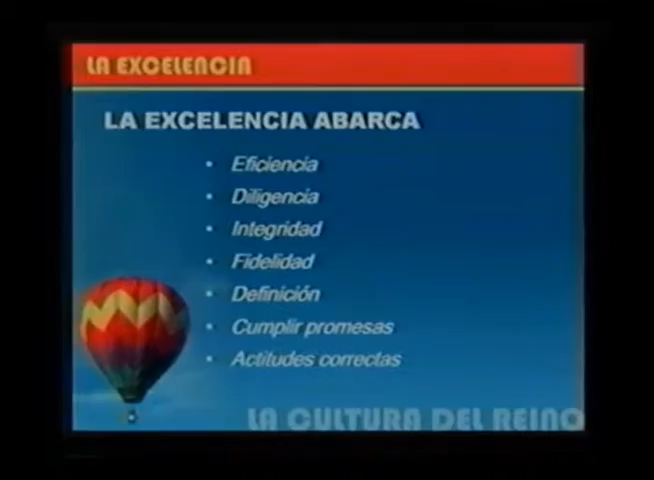 LA EXCELENCIA
LA EXCELENCIA ABARCA
• Eficiencia
• Diligencia
• Integridad
• Fidelidad
• Definición
• Cumplir promesas
• Actitudes correctas
LA CULTURA DEL REINO